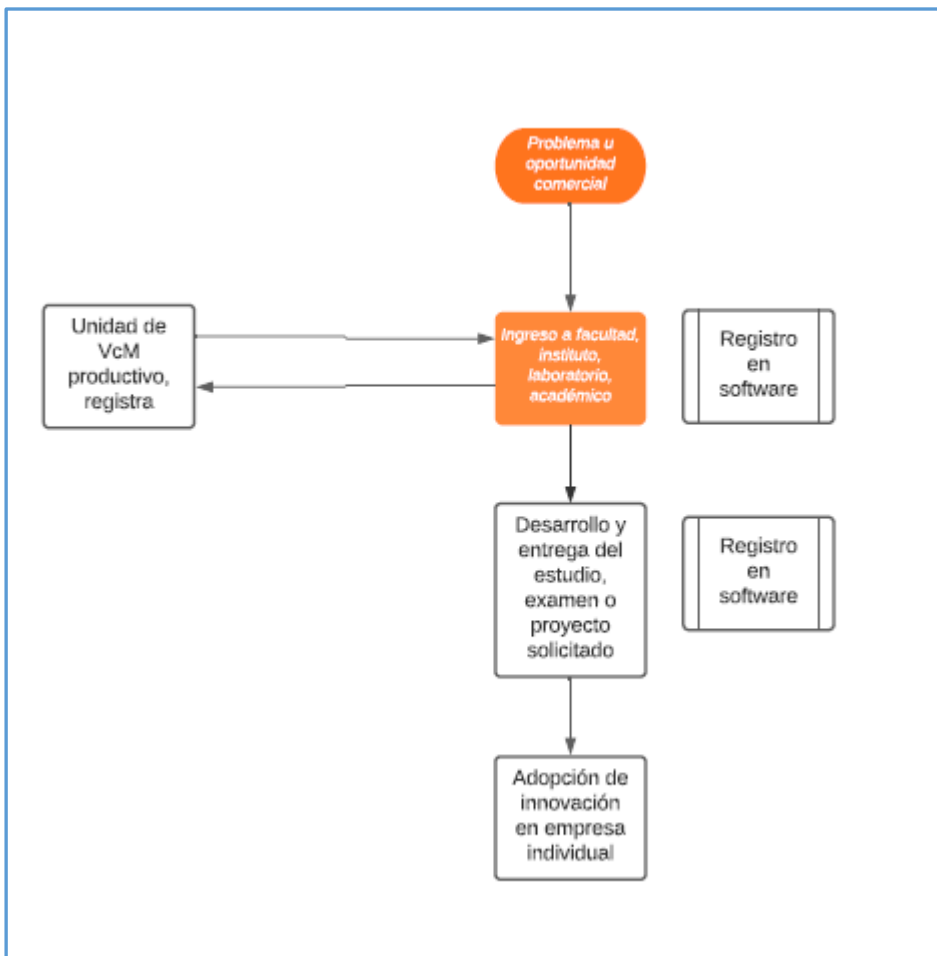 Problema u
oportunidad
comercial
Unidad de
VcM
productivo,
registra
Ingreso a facultad,
instituto,
laboratorio,
académico
Registro
en
software
Desarrollo y
entrega del
estudio,
examen o
proyecto
solicitado
Registro
en
software
Adopción de
innovación
en empresa
individual